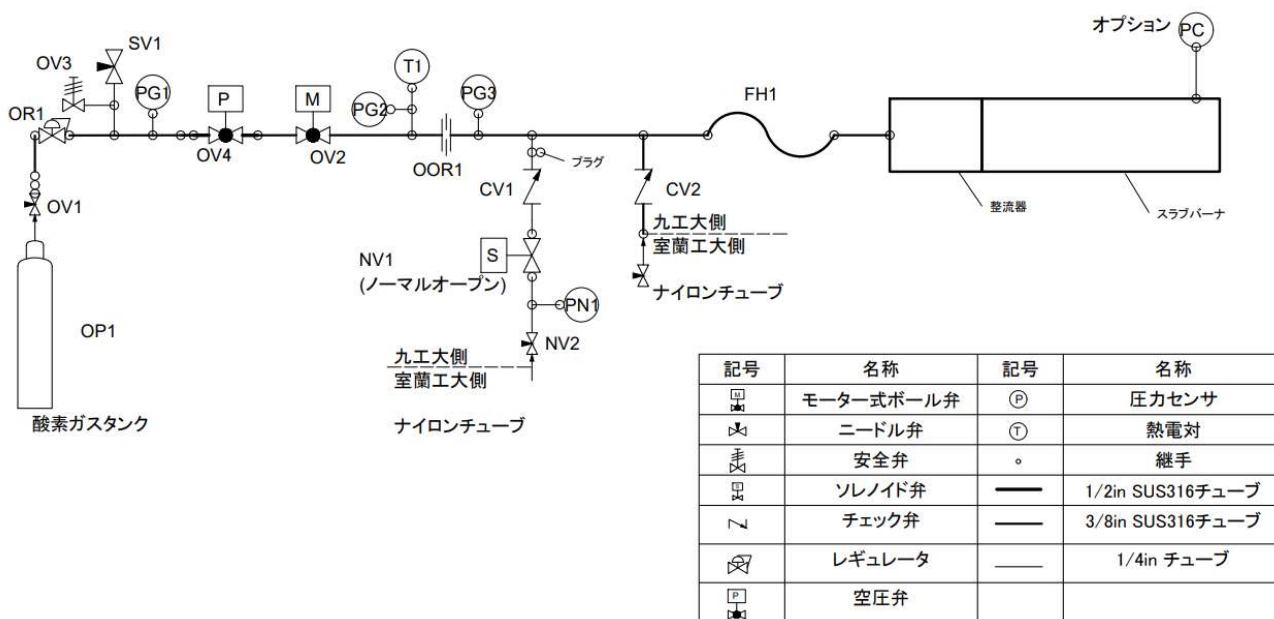 オプション
PC
SV1
OV3
T1
P
M
PG1
PG2
PG3
FH1
OR1
OV4
OV2
OOR1
プラグ
CV1
CV2
整流器
スラブバーナ
OV1
九工大側
室蘭工大側
NV1
(ノーマルオープン)
S
ナイロンチューブ
OP1
PN1
NV2
九工大側
室蘭工大側
酸素ガスタンク
ナイロンチューブ
記号 名称 記号 名称
M モーター式ボール弁 P 圧力センサ
ニードル弁 T 熱電対
安全弁 継手
S ソレノイド弁 1/2in SUS316チューブ
チェック弁 3/8in SUS316チューブ
レギュレータ 1/4in チューブ
P 空圧弁